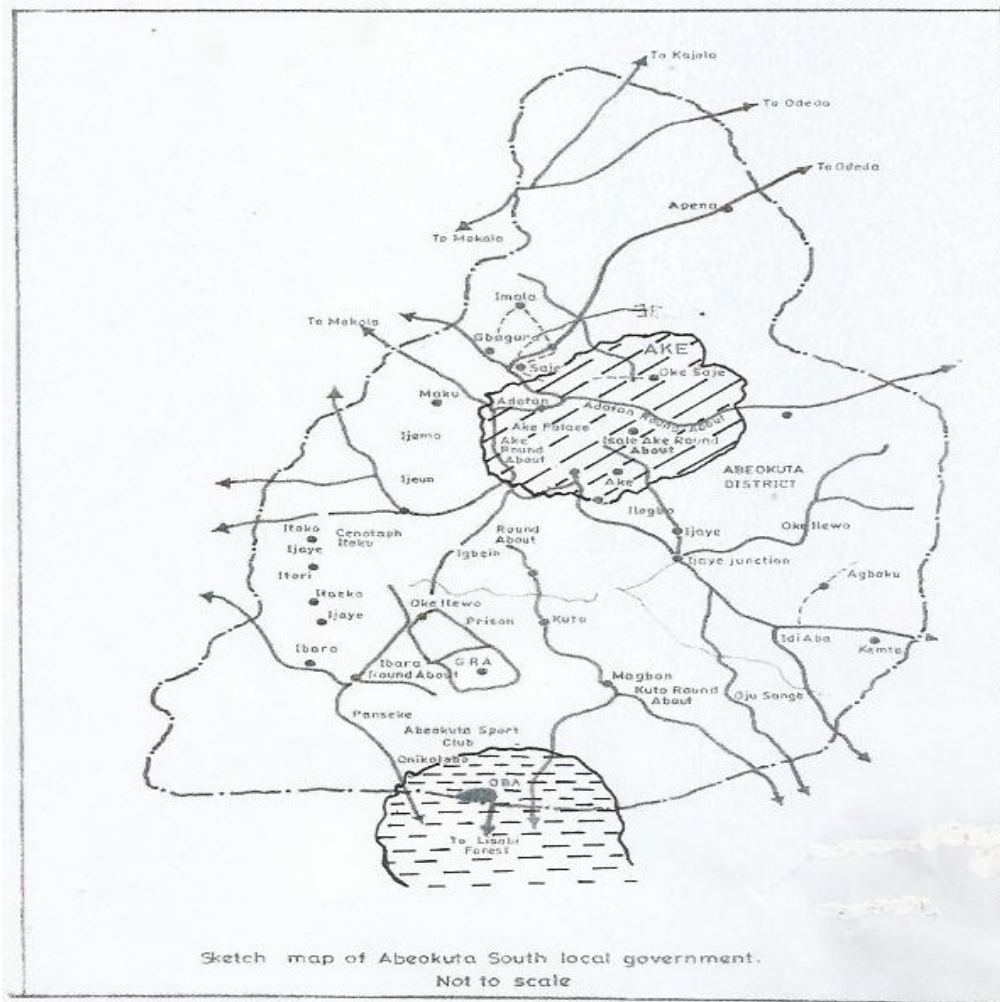 To Kajola
To Odeda
To Odeda
Apena
To Makola
Imala
To Makola
Gbagura
AKE
Saje
Oke Saje
Maku
Adatan
Adatan Round About
Ijemo
Ake Palace
Ake
Round
About
Isale Ake Round
About
Ijeun
Ake
ABEOKUTA
DISTRICT
Ilogbo
Itoko
Cenotaph
Itoku
Round
About
Ijaye
Oke Ilewo
Ijaye
Igbein
Ijaye junction
Itori
Agboku
Itaeko
Oke Ilewo
Ijaye
Prison
Kuto
Idi Aba
Kemta
Ibara
Ibara
Round About
GRA
Magbon
Kuto Round
About
Oju Sango
Panseke
Abeokuta Sport
Club
Onikolobo
OBA
To Lisabi
Forest
Sketch map of Abeokuta South local government.
Not to scale